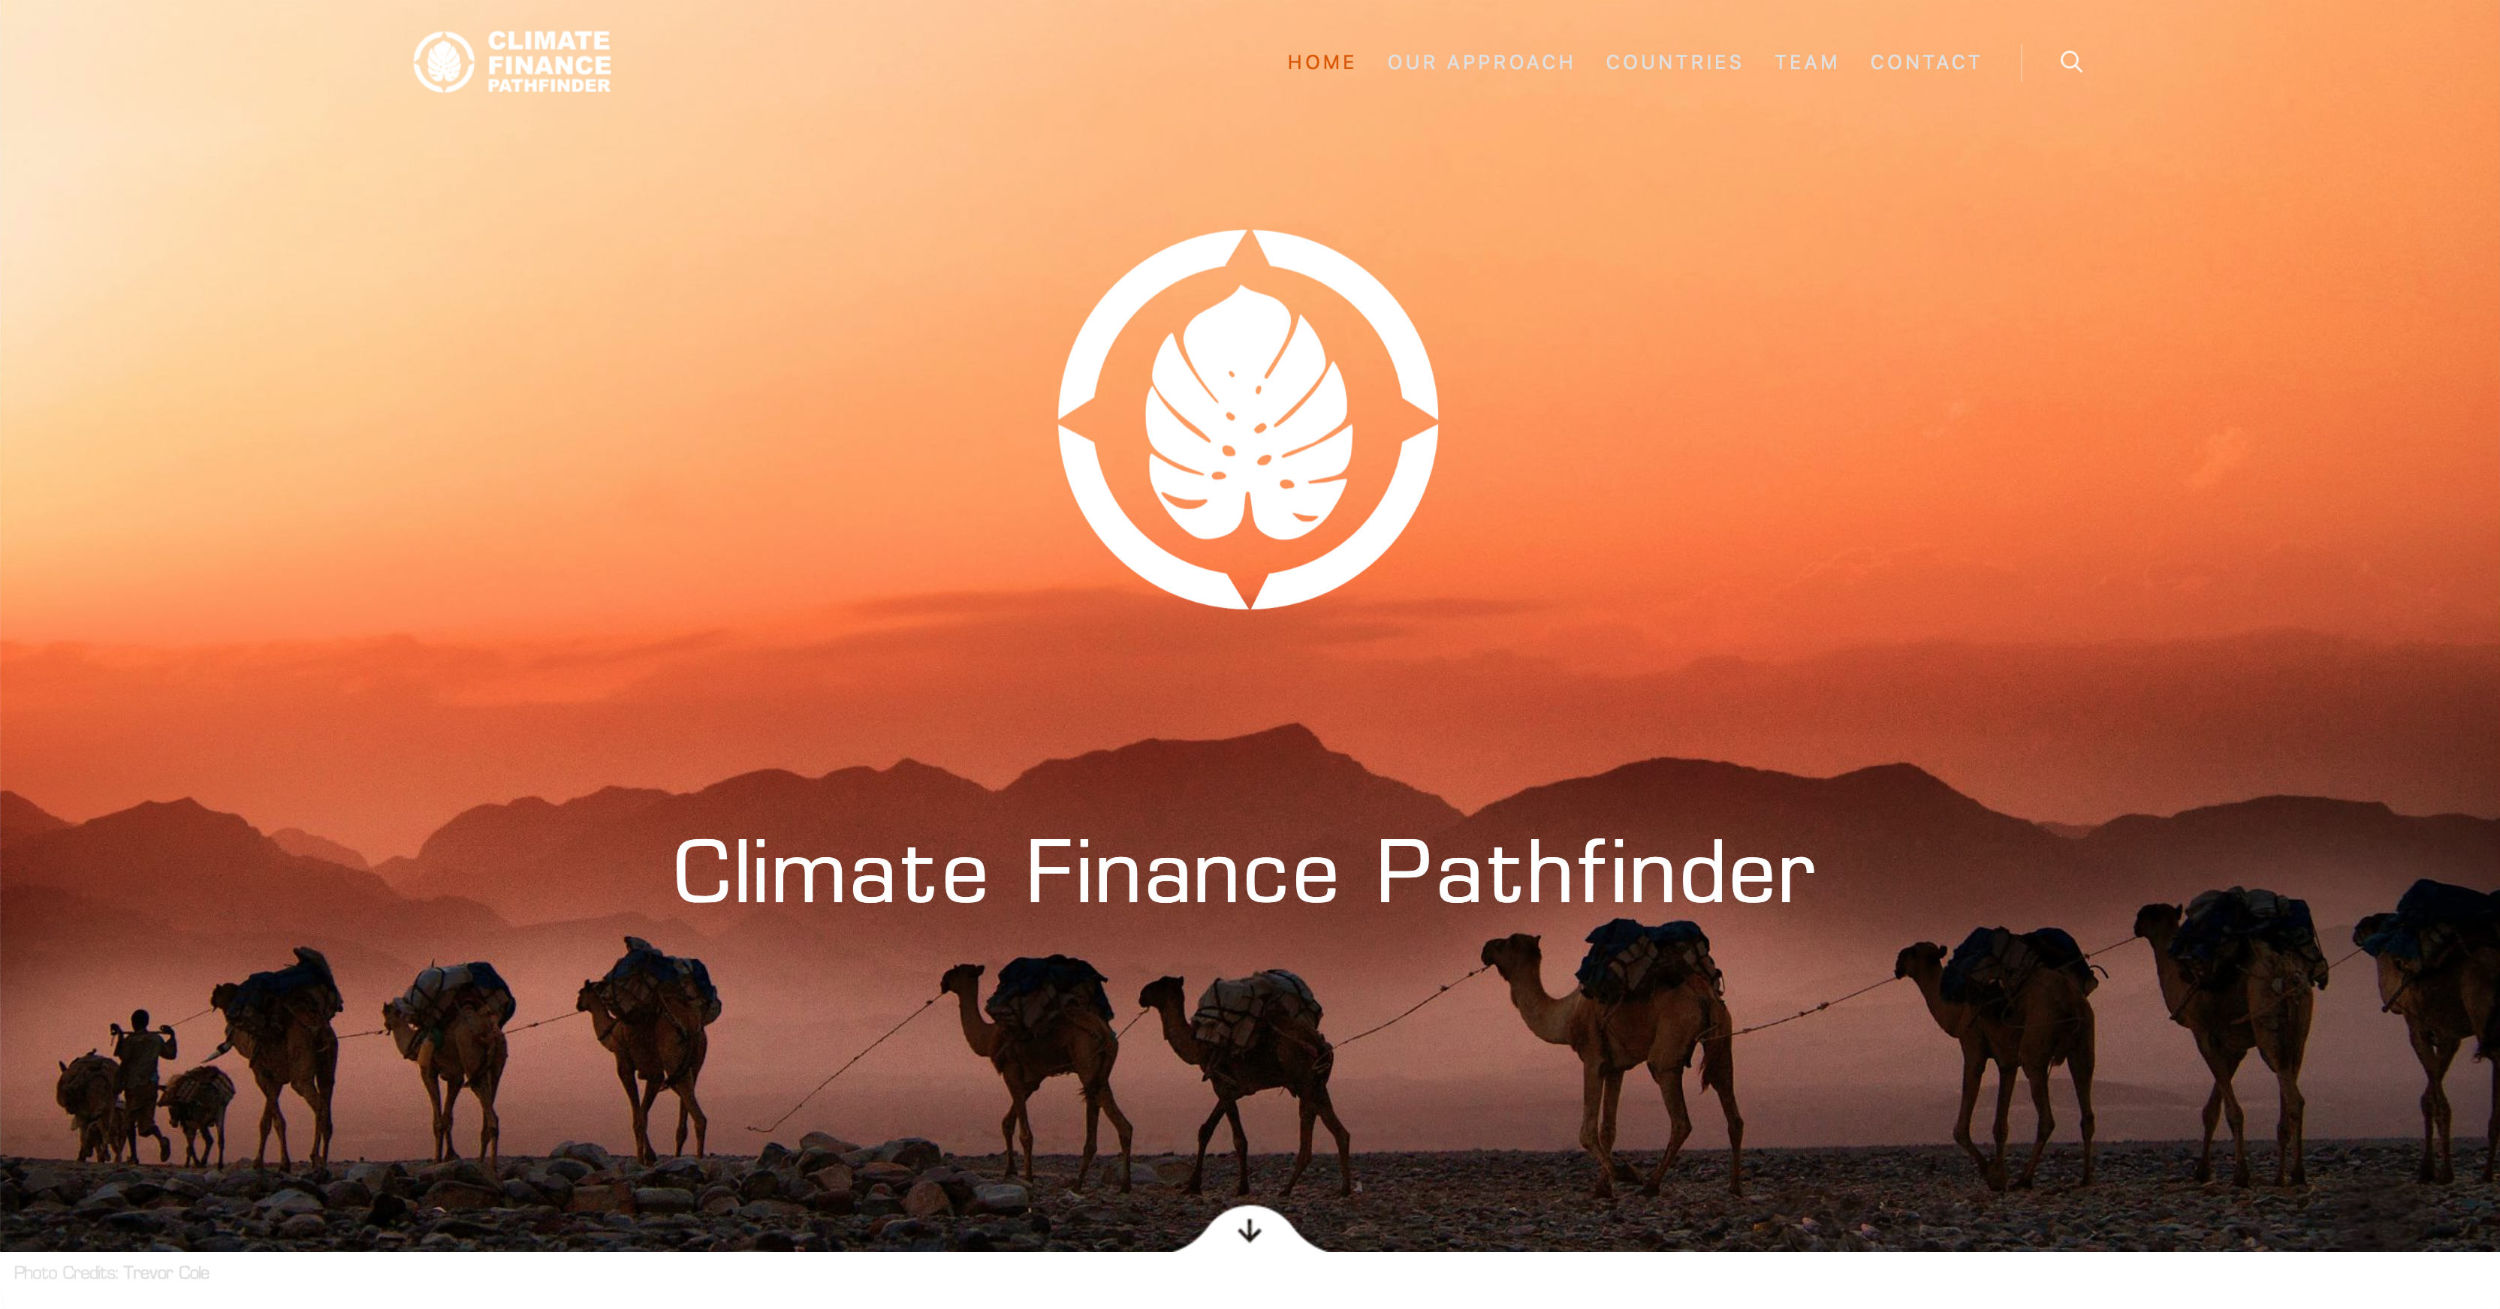 CLIMATE
FINANCE
PATHFINDER
HOME OUR APPROACH COUNTRIES TEAM CONTACT
Climate Finance Pathfinder
Photo Credits: Trevor Cole